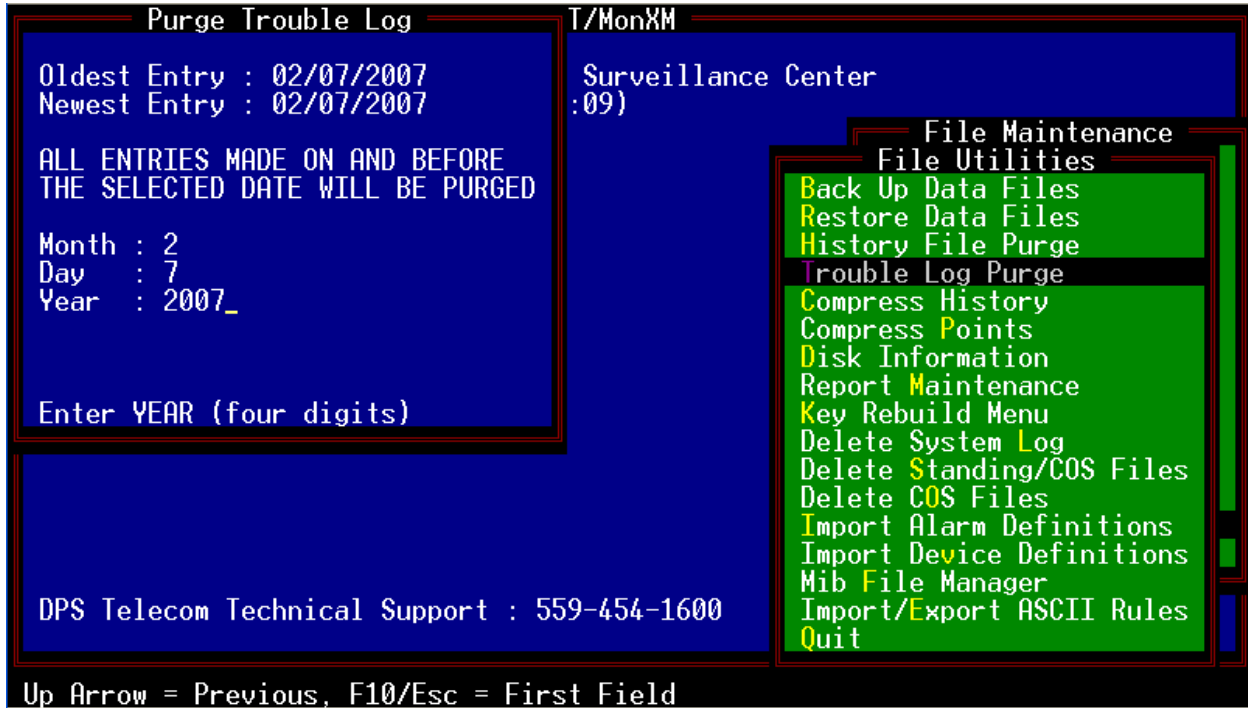 Purge Trouble Log
T/MonXM
Oldest Entry : 02/07/2007
Newest Entry : 02/07/2007
ALL ENTRIES MADE ON AND BEFORE
THE SELECTED DATE WILL BE PURGED
Month : 2
Day : 7
Year : 2007_
Enter YEAR (four digits)
Surveillance Center
:09)
File Maintenance
File Utilities
Back Up Data Files
Restore Data Files
History File Purge
Trouble Log Purge
Compress History
Compress Points
Disk Information
Report Maintenance
Key Rebuild Menu
Delete System Log
Delete Standing/COS Files
Delete COS Files
Import Alarm Definitions
Import Device Definitions
Mib File Manager
Import/Export ASCII Rules
Quit
DPS Telecom Technical Support : 559-454-1600
Up Arrow = Previous, F10/Esc = First Field